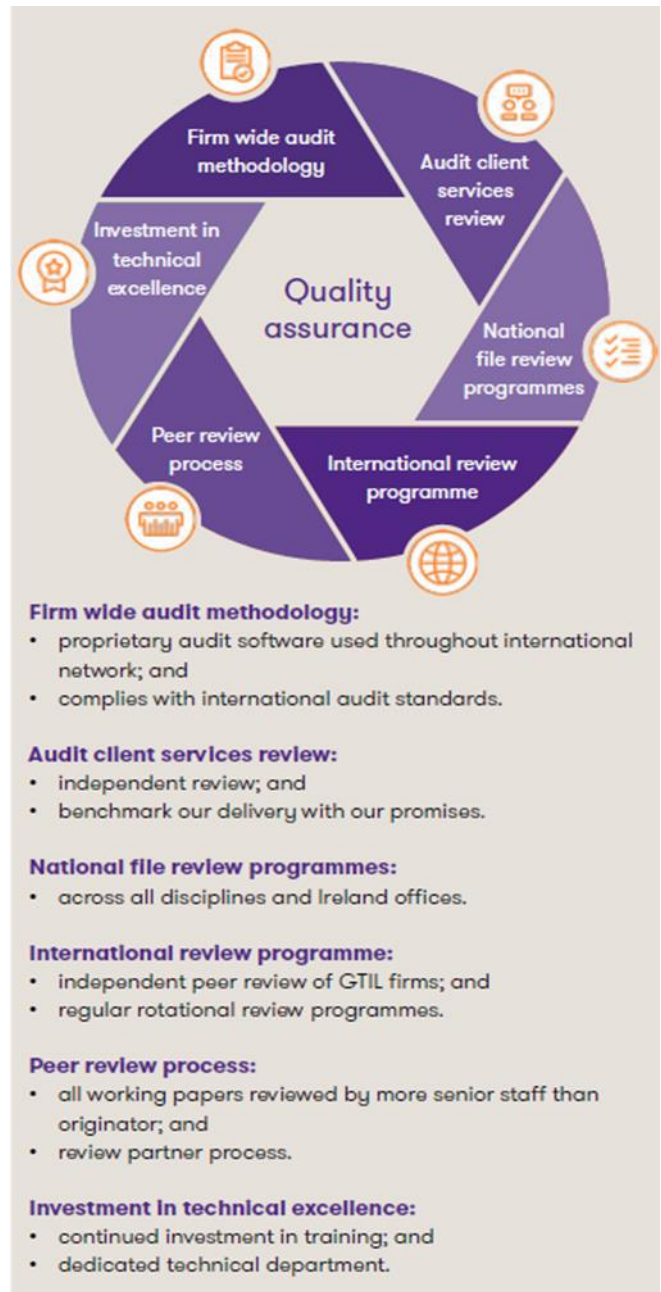 Firm wide audit
methodology
Audit client
services
review
Investment in
technical
excellence
Quality
assurance
National
file review
programmes
Peer review
process
International review
programme
Firm wide audit methodology:
• proprietary audit software used throughout international
network; and
• complies with international audit standards.
Audit client services review:
• independent review; and
• benchmark our delivery with our promises.
National file review programmes:
• across all disciplines and Ireland offices.
International review programme:
• independent peer review of GTIL firms; and
• regular rotational review programmes.
Peer review process:
• all working papers reviewed by more senior staff than
originator; and
• review partner process.
Investment in technical excellence:
• continued investment in training; and
• dedicated technical department.